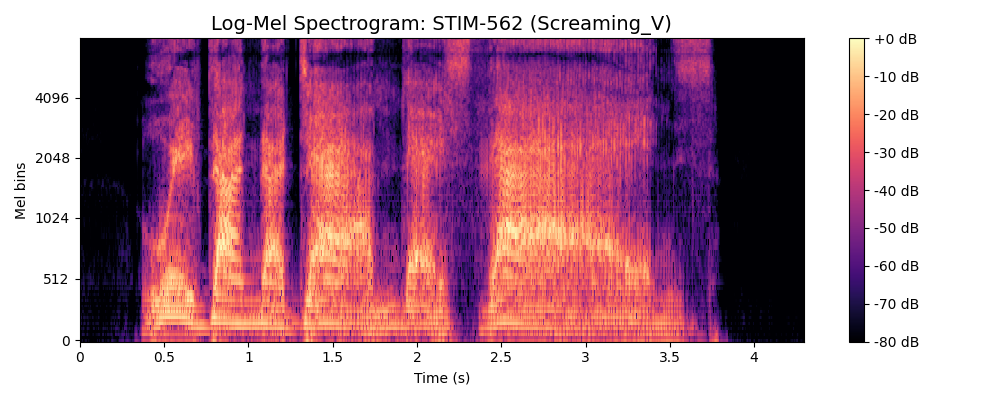 Log-Mel Spectrogram: STIM-562 (Screaming_V)
Mel bins
4096
2048
1024
512
0
0 0.5 1 1.5 2 2.5 3 3.5 4
Time (s)
+0 dB
-10 dB
-20 dB
-30 dB
-40 dB
-50 dB
-60 dB
-70 dB
-80 dB